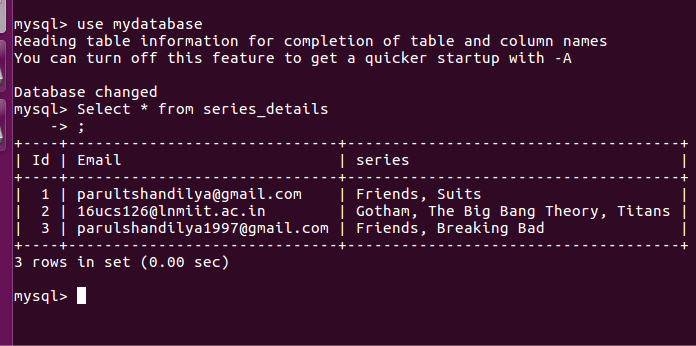 mysql> use mydatabase
Reading table information for completion of table and column names
You can turn off this feature to get a quicker startup with -A
Database changed
mysql> Select * from series_details
    -> ;
+----+----------------------------+-----------------------------------+
| Id | Email                      | series                            |
+----+----------------------------+-----------------------------------+
|  1 | parultshandilya@gmail.com  | Friends, Suits                    |
|  2 | 16ucs126@lnmiit.ac.in      | Gotham, The Big Bang Theory, Titans |
|  3 | parulshandilya1997@gmail.com | Friends, Breaking Bad             |
+----+----------------------------+-----------------------------------+
3 rows in set (0.00 sec)
mysql>